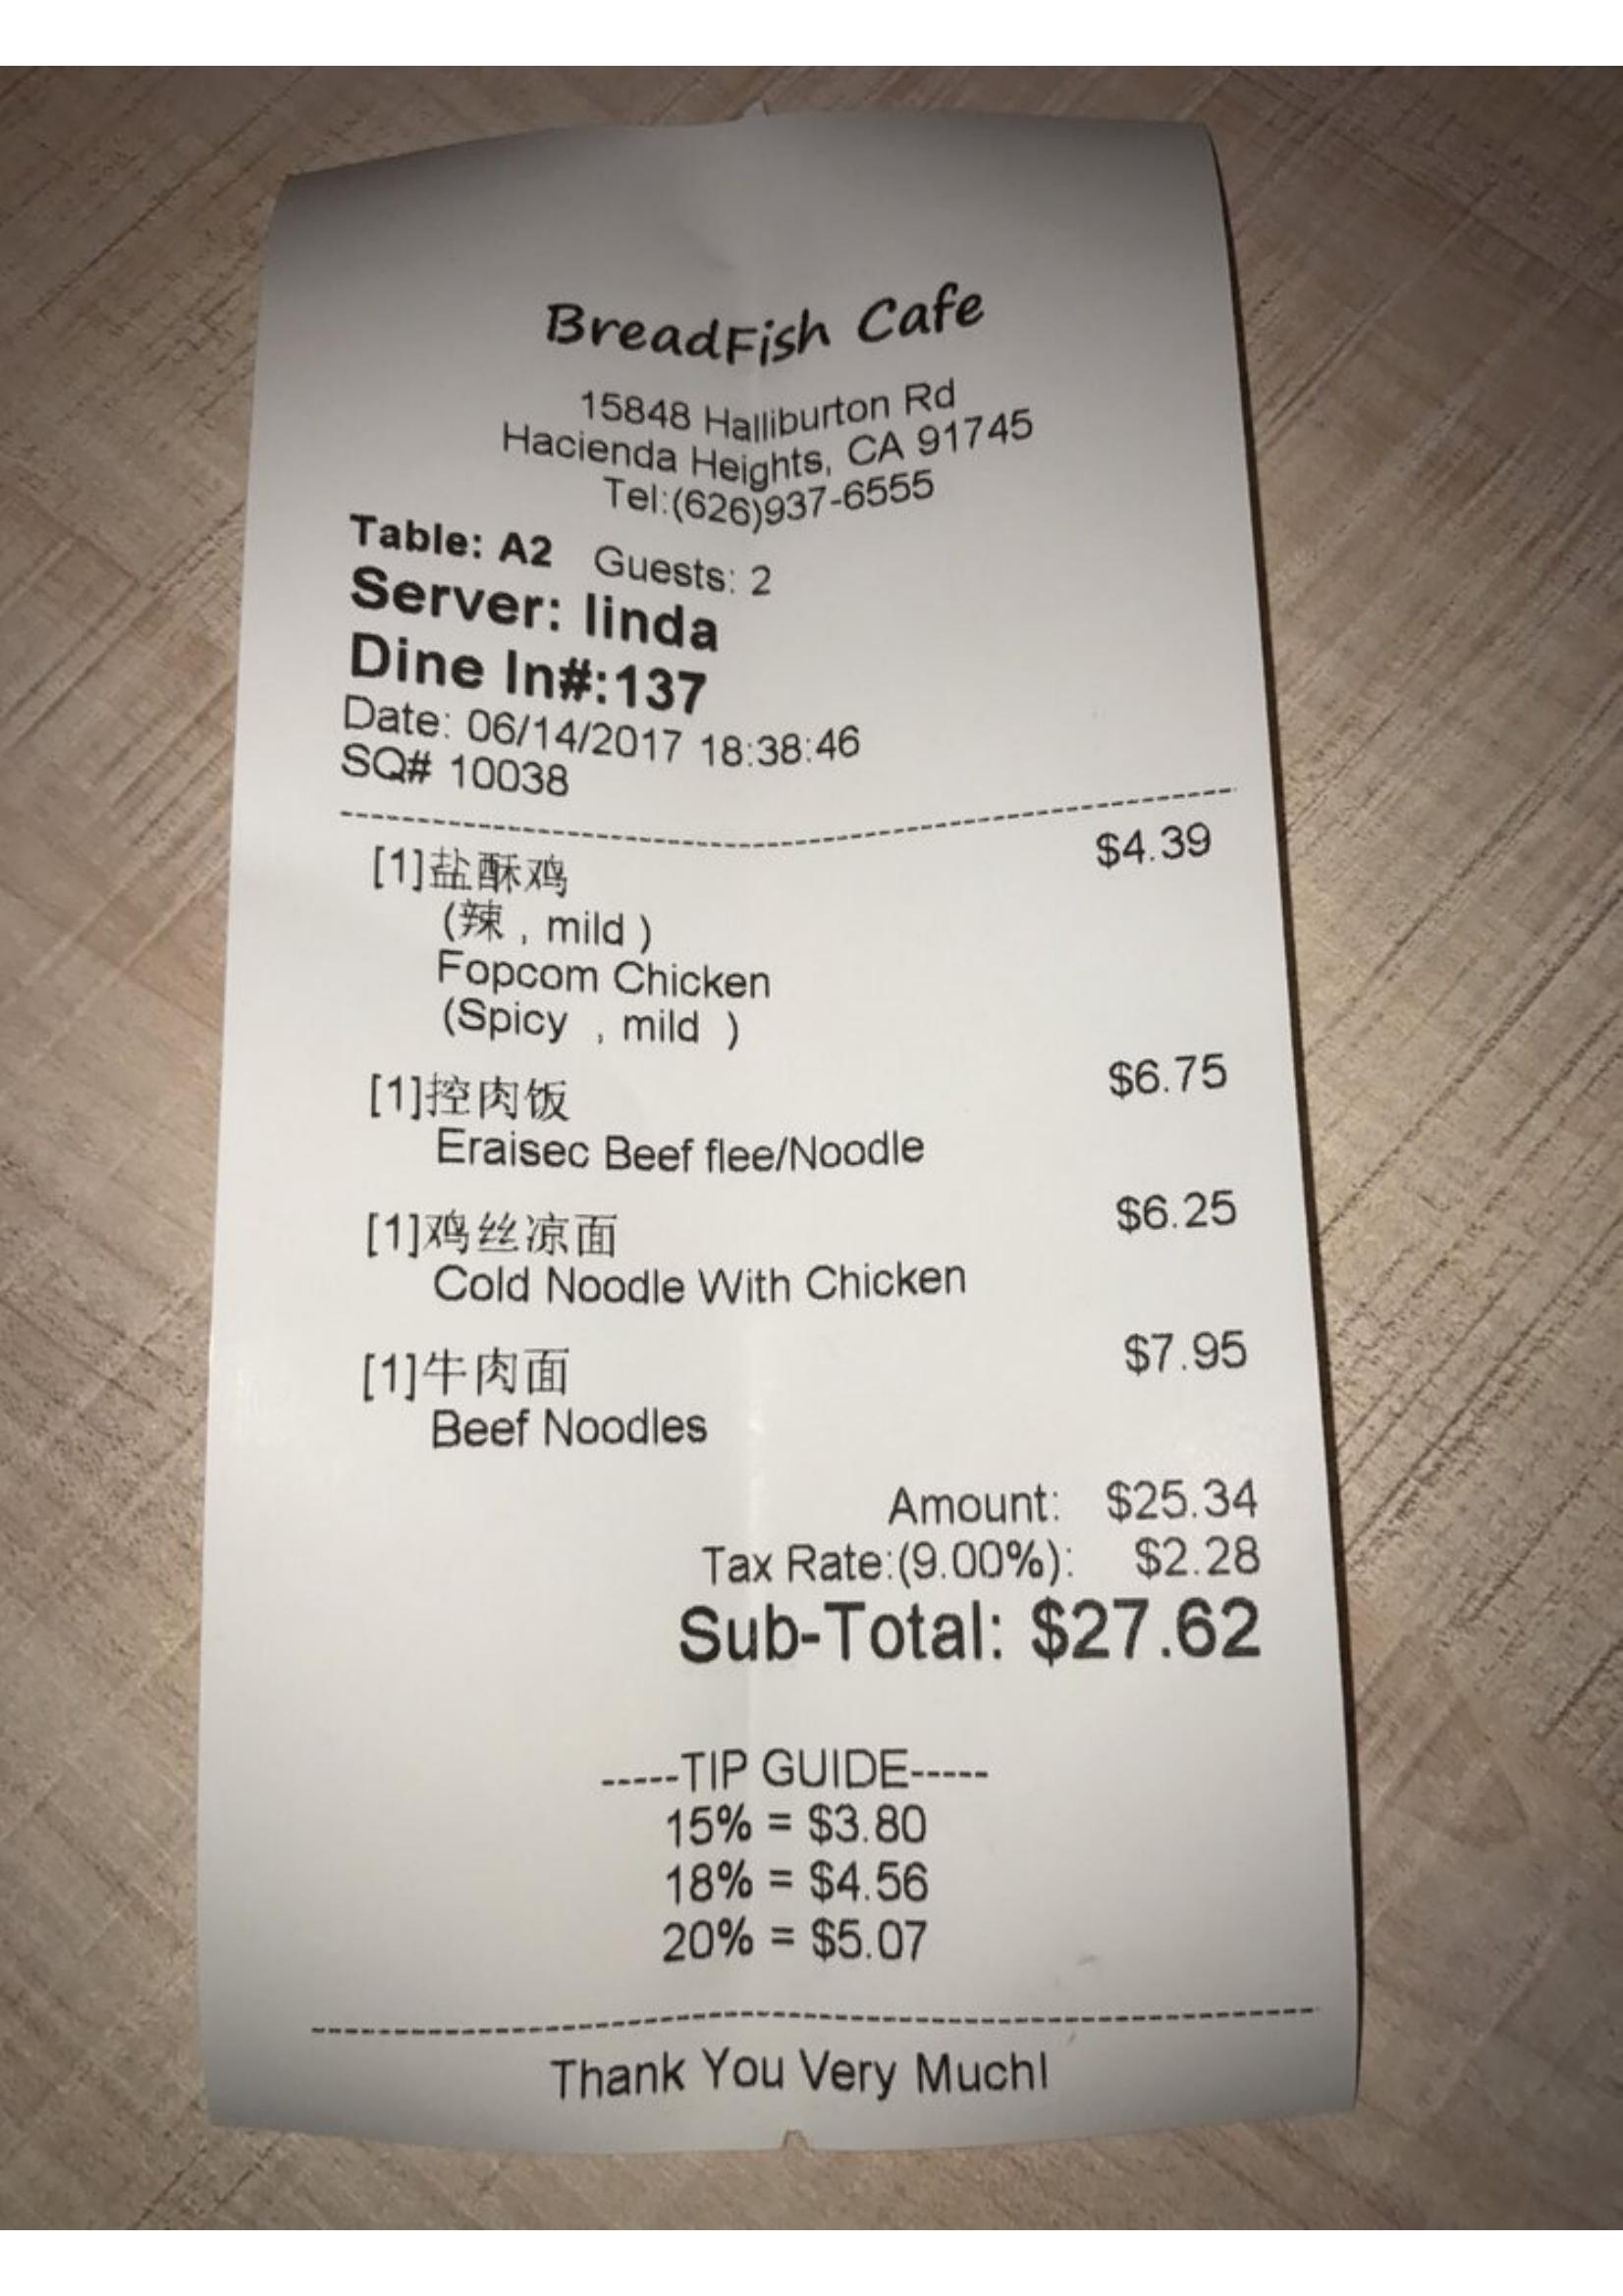 BreadFish Cafe
15848 Halliburton Rd
Hacienda Heights, CA 91745
Tel:(626)937-6555
Table: A2 Guests: 2
Server: linda
Dine In#:137
Date: 06/14/2017 18:38:46
SQ# 10038
[1]盐酥鸡 $4.39
(辣 , mild )
Fopcom Chicken
(Spicy , mild )
[1]控肉饭 $6.75
Eraisec Beef flee/Noodle
[1]鸡丝凉面 $6.25
Cold Noodle With Chicken
[1]牛肉面 $7.95
Beef Noodles
Amount: $25.34
Tax Rate:(9.00%): $2.28
Sub-Total: $27.62
-----TIP GUIDE-----
15% = $3.80
18% = $4.56
20% = $5.07
Thank You Very Much!